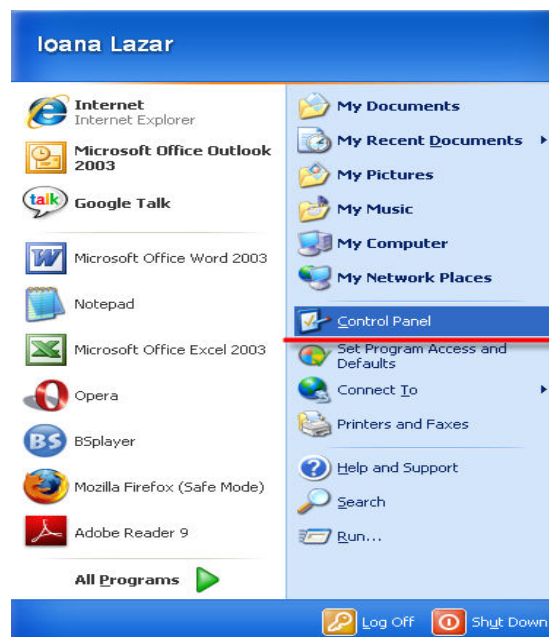 Ioana Lazar
Internet
Internet Explorer
Microsoft Office Outlook
2003
talk
Google Talk
Microsoft Office Word 2003
Notepad
Microsoft Office Excel 2003
Opera
BS
BSplayer
Mozilla Firefox (Safe Mode)
Adobe Reader 9
All Programs
My Documents
My Recent Documents
My Pictures
My Music
My Computer
My Network Places
Control Panel
Set Program Access and
Defaults
Connect To
Printers and Faxes
Help and Support
Search
Run...
Log Off
Shut Down